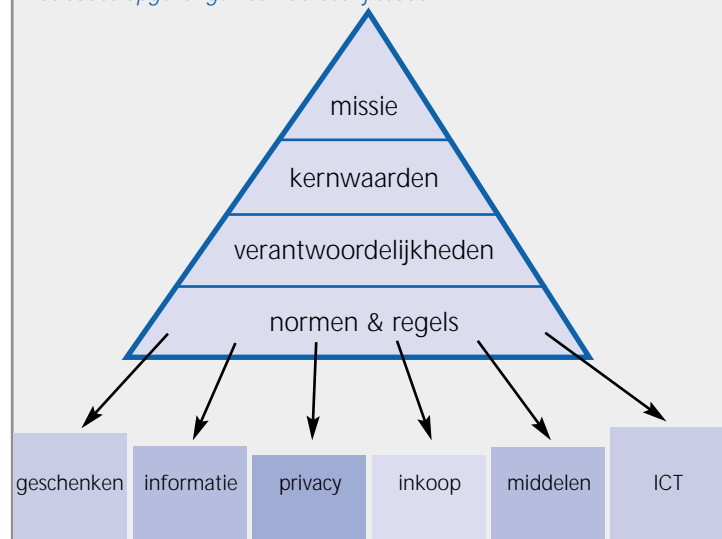 missie
kernwaarden
verantwoordelijkheden
normen & regels
geschenken informatie privacy inkoop middelen ICT